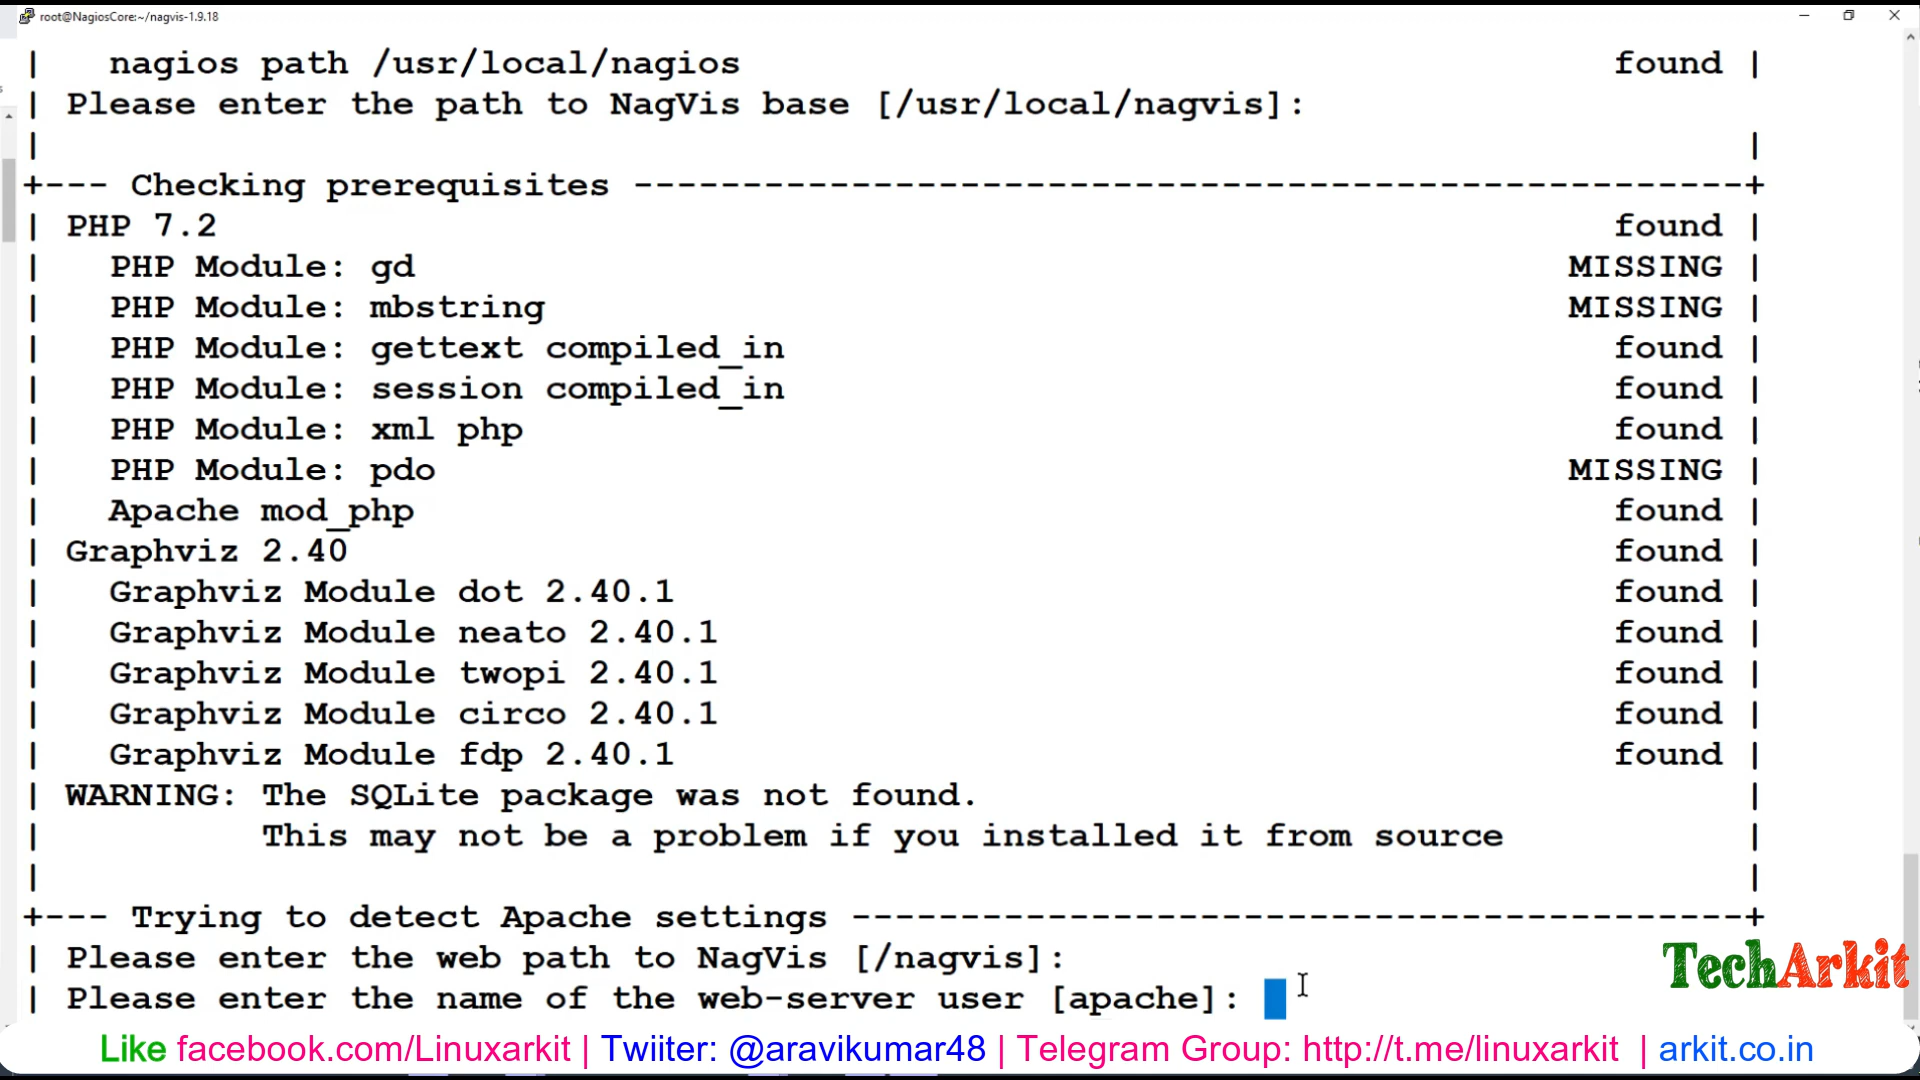 root@NagiosCore:~/nagvis-1.9.18
|   nagios path /usr/local/nagios   found |
| Please enter the path to NagVis base [/usr/local/nagvis]:
|   |
+--- Checking prerequisites ---------------------------------------------------+
| PHP 7.2   found |
|   PHP Module: gd   MISSING |
|   PHP Module: mbstring   MISSING |
|   PHP Module: gettext compiled_in   found |
|   PHP Module: session compiled_in   found |
|   PHP Module: xml php   found |
|   PHP Module: pdo   MISSING |
|   Apache mod_php   found |
| Graphviz 2.40   found |
|   Graphviz Module dot 2.40.1   found |
|   Graphviz Module neato 2.40.1   found |
|   Graphviz Module twopi 2.40.1   found |
|   Graphviz Module circo 2.40.1   found |
|   Graphviz Module fdp 2.40.1   found |
| WARNING: The SQLite package was not found.   |
|          This may not be a problem if you installed it from source   |
|   |
+--- Trying to detect Apache settings -----------------------------------------+
| Please enter the web path to NagVis [/nagvis]:
| Please enter the name of the web-server user [apache]:
TechArkit
Like facebook.com/Linuxarkit | Twiiter: @aravikumar48 | Telegram Group: http://t.me/linuxarkit | arkit.co.in